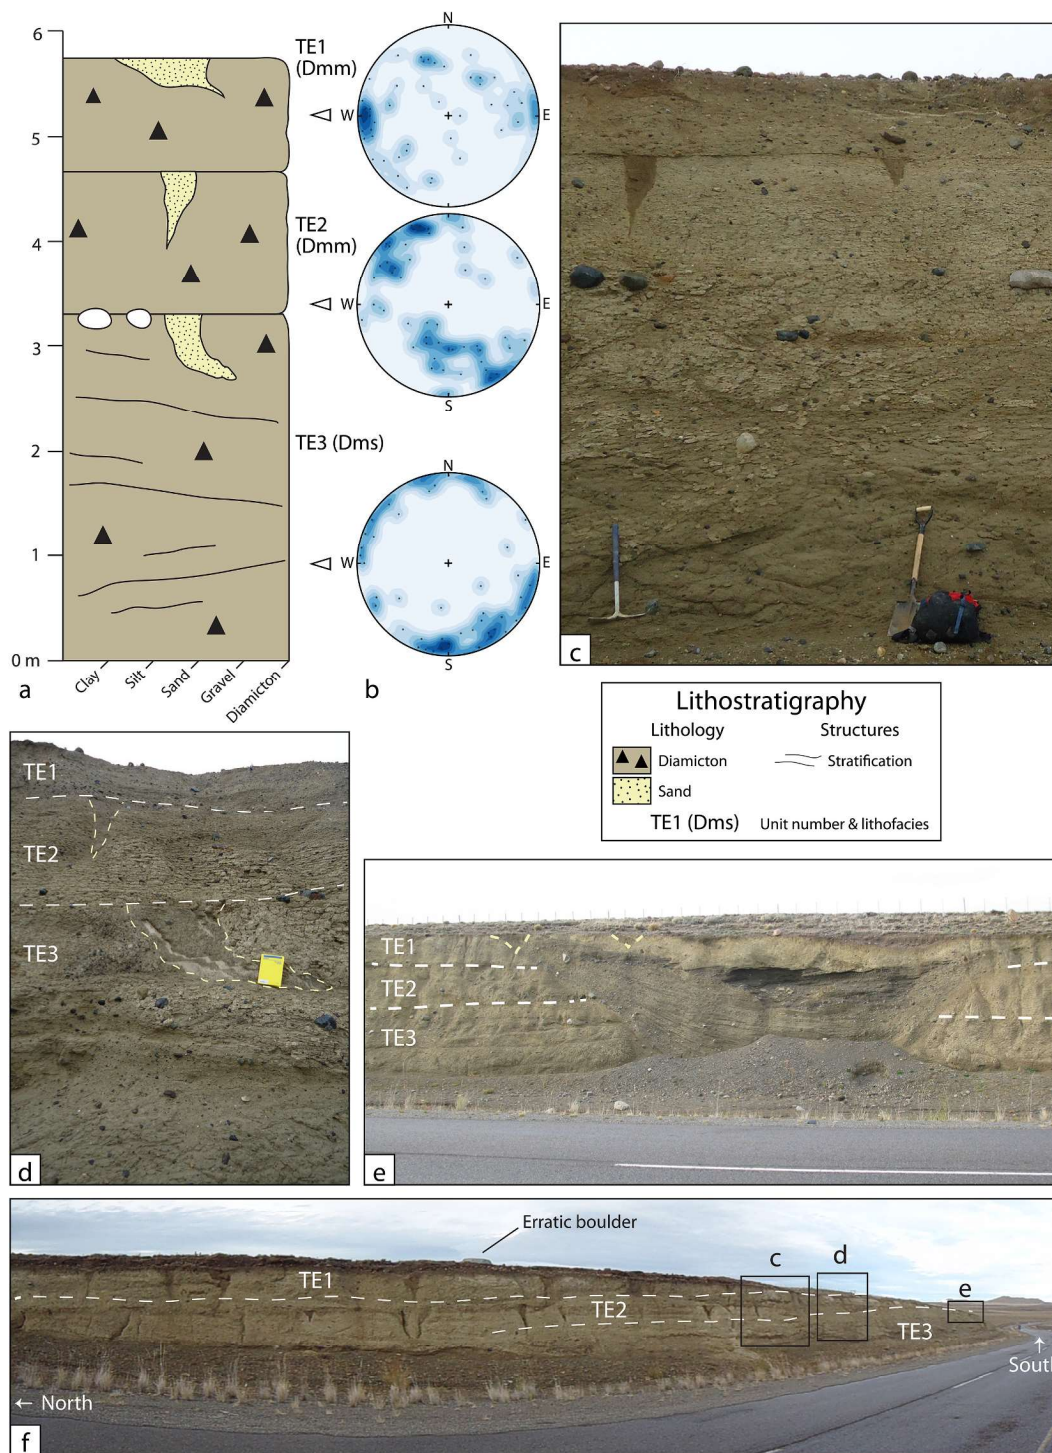 6
5
4
3
2
1
0 m
Clay
Silt
Sand
Gravel
Diamicton
a
TE1
(Dmm)
TE2
(Dmm)
TE3 (Dms)
N
W
E
W
E
S
N
W
E
S
b
c
Lithostratigraphy
Lithology
Structures
Diamicton
Stratification
Sand
TE1 (Dms)
Unit number & lithofacies
TE1
TE2
TE3
d
TE1
TE2
TE3
e
Erratic boulder
TE1
TE2
TE3
c
d
e
← North
↑
South
f